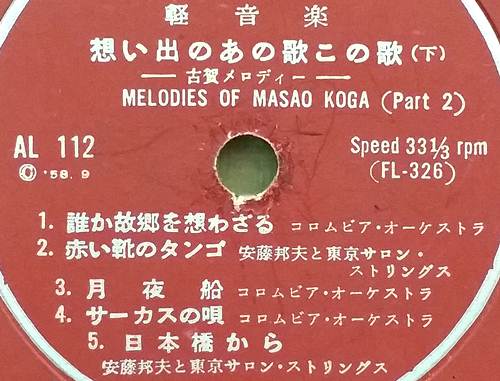 軽音楽
想い出のあの歌この歌(下)
古賀メロディー
MELODIES OF MASAO KOGA (Part 2)
AL 112
Ⓒ '58. 9
Speed 33⅓ rpm
(FL-326)
1. 誰か故郷を想わざる コロムビア・オーケストラ
2. 赤い靴のタンゴ 安藤邦夫と東京サロン・
ストリングス
3. 月夜船 コロムビア・オーケストラ
4. サーカスの唄 コロムビア・オーケストラ
5. 日本橋から
安藤邦夫と東京サロン・ストリングス